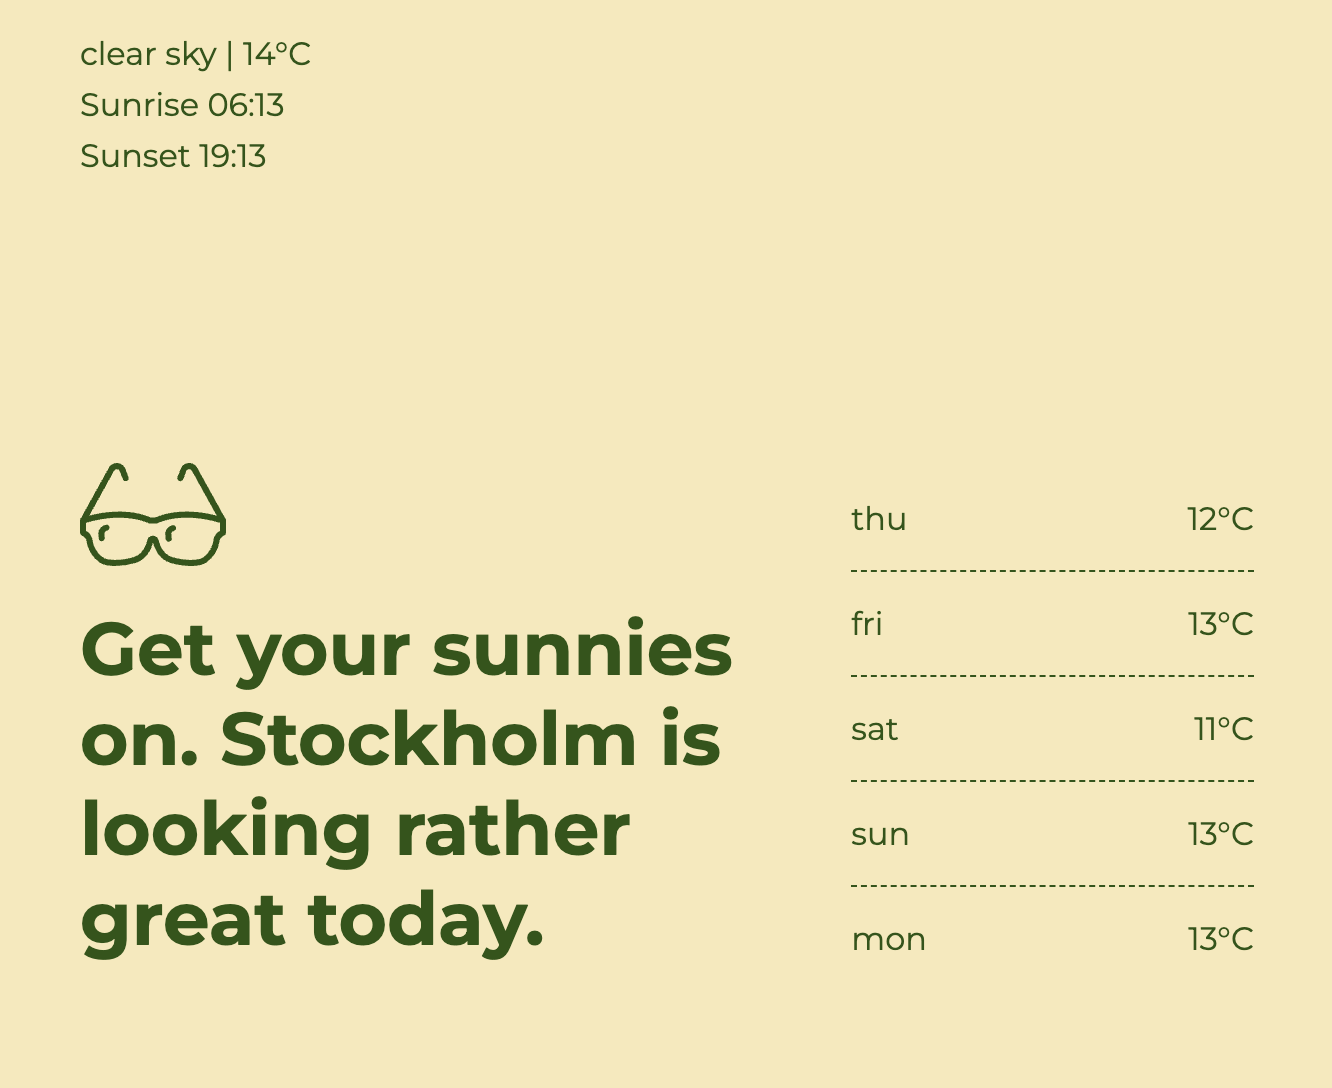 clear sky | 14°C
Sunrise 06:13
Sunset 19:13
Get your sunnies
on. Stockholm is
looking rather
great today.
thu 12°C
fri 13°C
sat 11°C
sun 13°C
mon 13°C